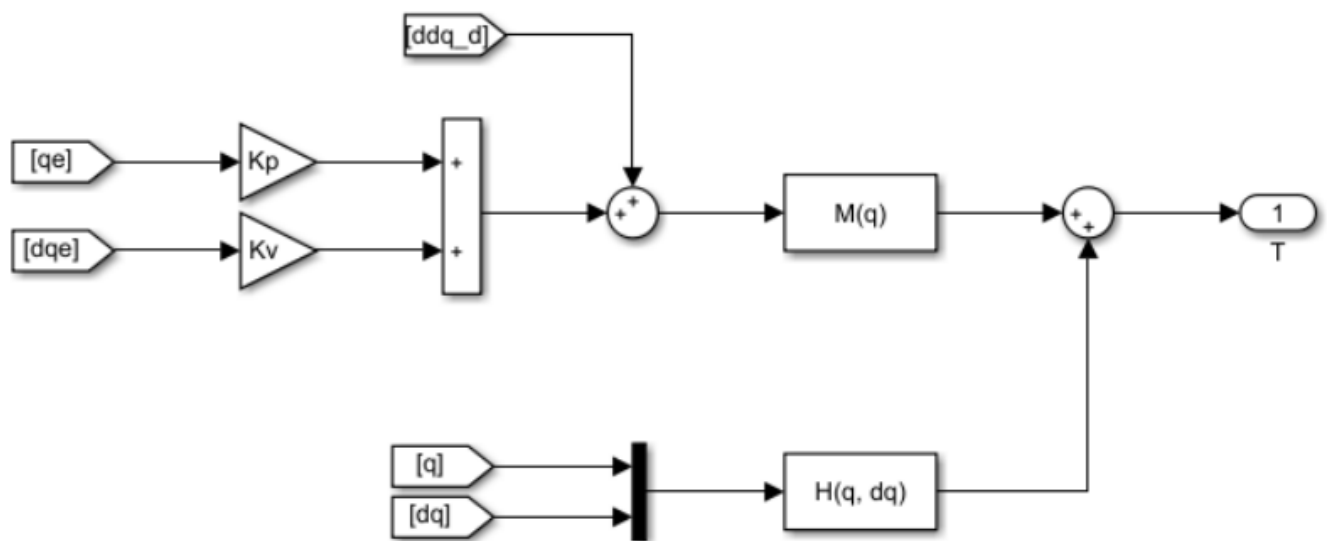 [ddq_d]
[qe]
Kp
+
+
+
M(q)
+
+
1
T
[dqe]
Kv
+
[q]
[dq]
H(q, dq)